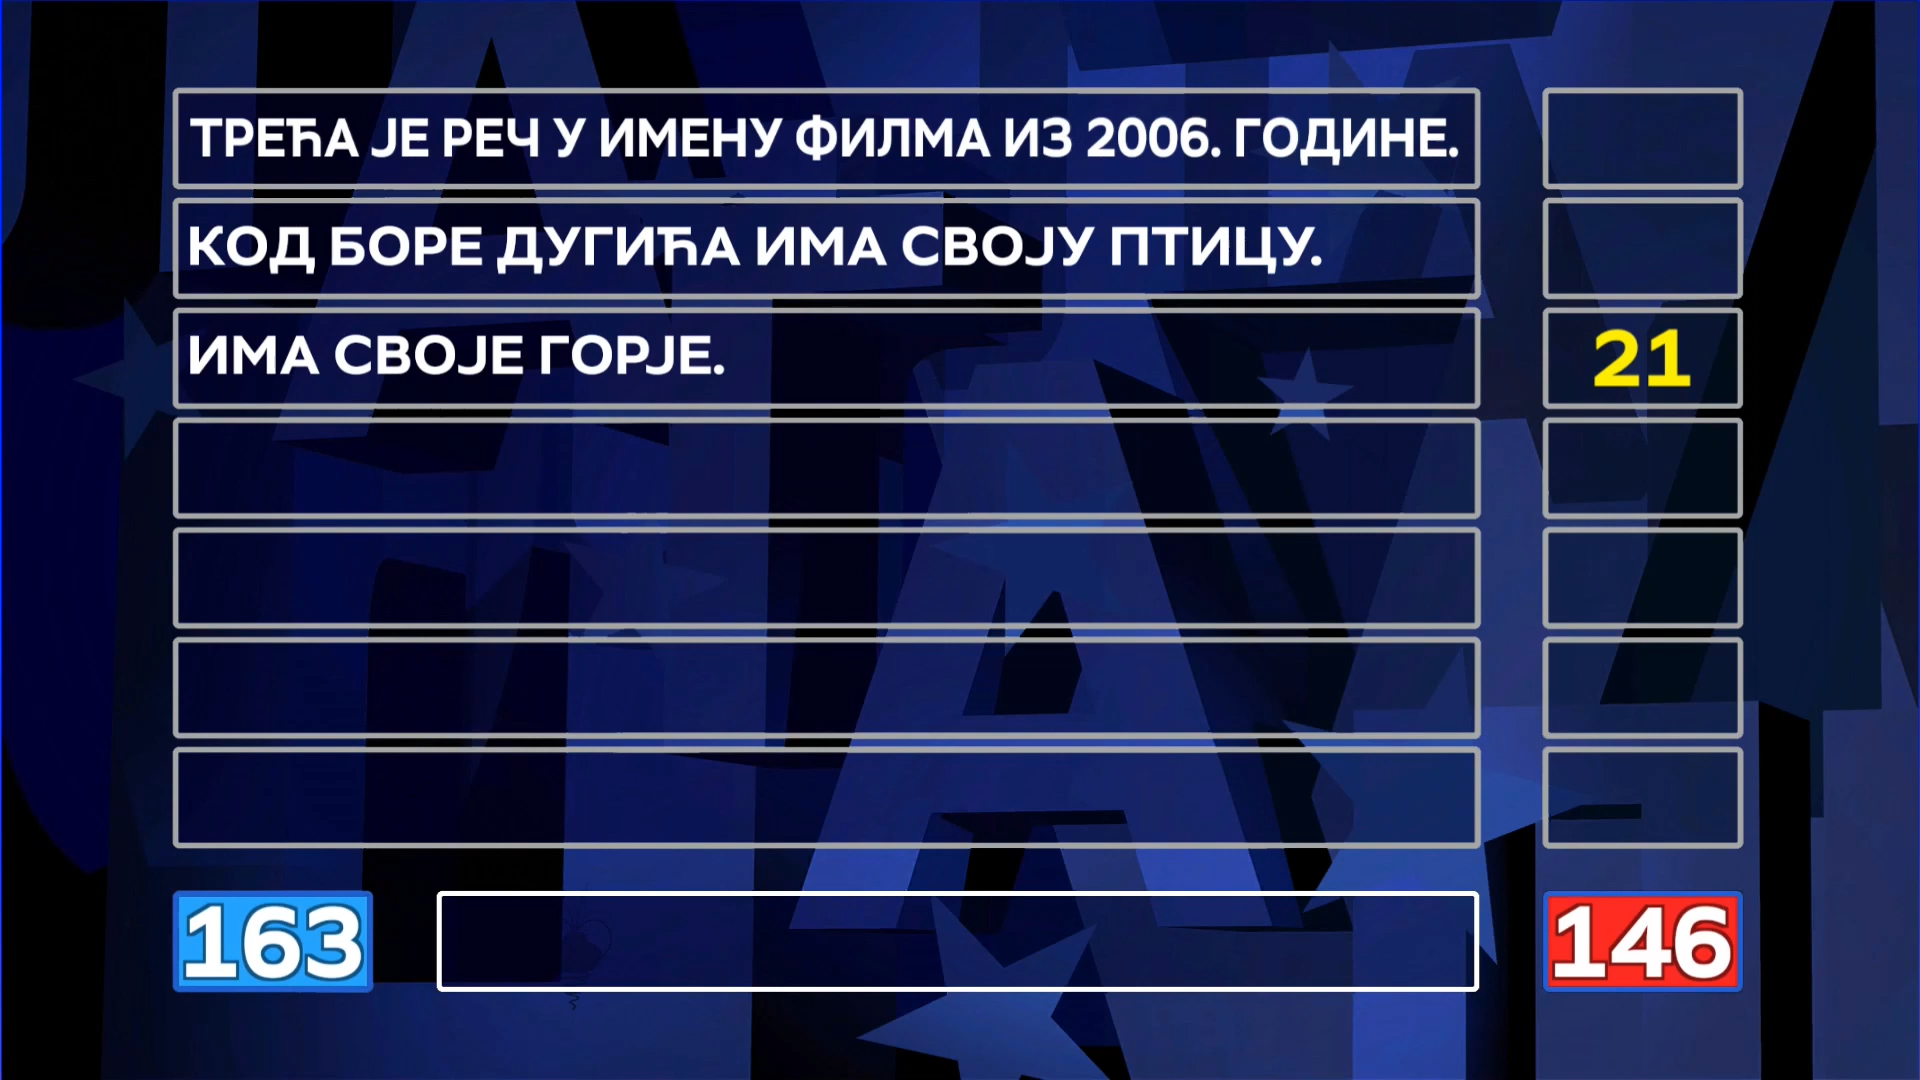 ТРЕЋА ЈЕ РЕЧ У ИМЕНУ ФИЛМА ИЗ 2006. ГОДИНЕ.
КОД БОРЕ ДУГИЋА ИМА СВОЈУ ПТИЦУ.
ИМА СВОЈЕ ГОРЈЕ.
21
163
146